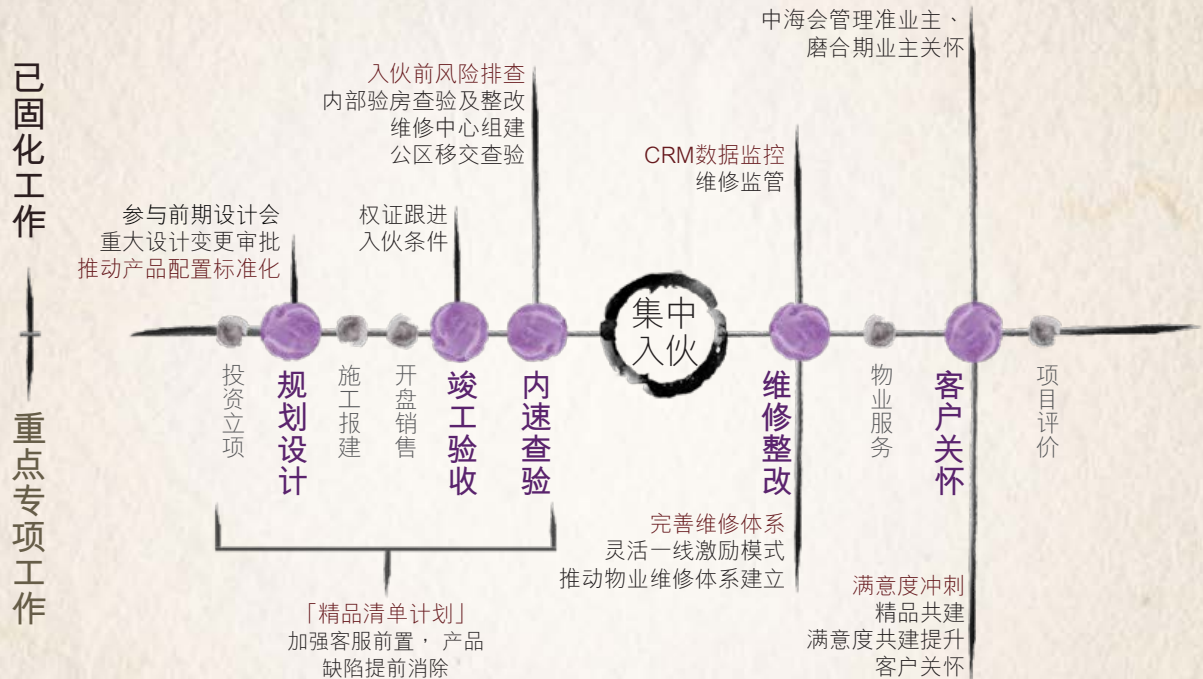 已固化工作
中海会管理准业主、
磨合期业主关怀
入伙前风险排查
内部验房查验及整改
维修中心组建
公区移交查验
CRM数据监控
维修监管
参与前期设计会
重大设计变更审批
推动产品配置标准化
权证跟进
入伙条件
集中
入伙
投资立项
规划设计
施工报建
开盘销售
竣工验收
内速查验
维修整改
物业服务
客户关怀
项目评价
重点专项工作
完善维修体系
灵活一线激励模式
推动物业维修体系建立
「精品清单计划」
加强客服前置，产品
缺陷提前消除
满意度冲刺
精品共建
满意度共建提升
客户关怀